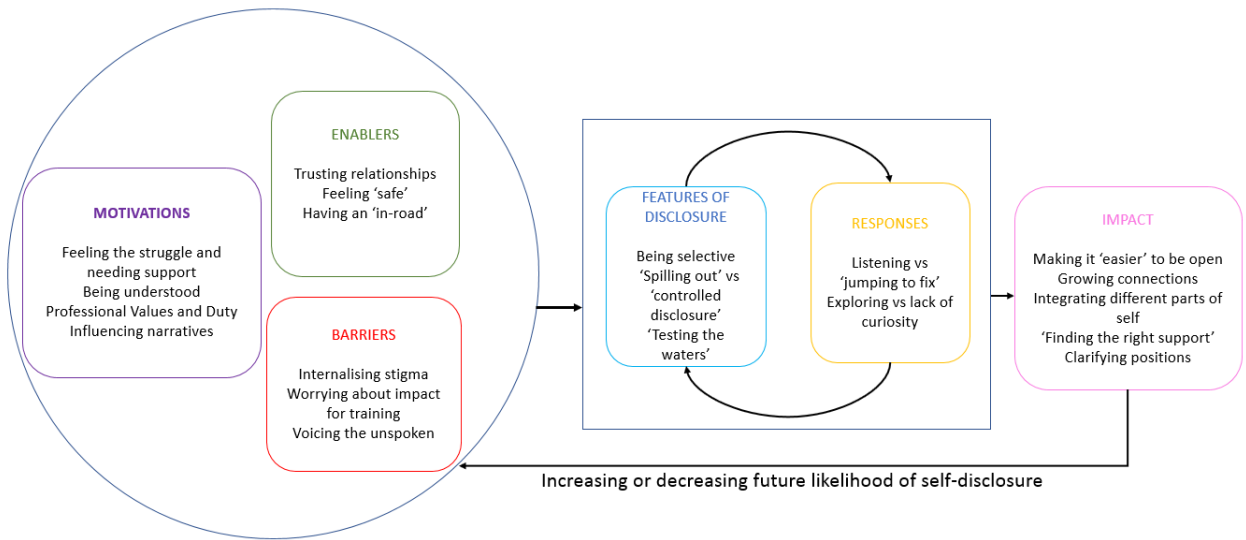 MOTIVATIONS
Feeling the struggle and
needing support
Being understood
Professional Values and Duty
Influencing narratives
ENABLERS
Trusting relationships
Feeling ‘safe’
Having an ‘in-road’
BARRIERS
Internalising stigma
Worrying about impact
for training
Voicing the unspoken
FEATURES OF
DISCLOSURE
Being selective
‘Spilling out’ vs
‘controlled
disclosure’
‘Testing the
waters’
RESPONSES
Listening vs
‘jumping to fix’
Exploring vs lack of
curiosity
IMPACT
Making it ‘easier’ to be open
Growing connections
Integrating different parts of
self
‘Finding the right support’
Clarifying positions
Increasing or decreasing future likelihood of self-disclosure